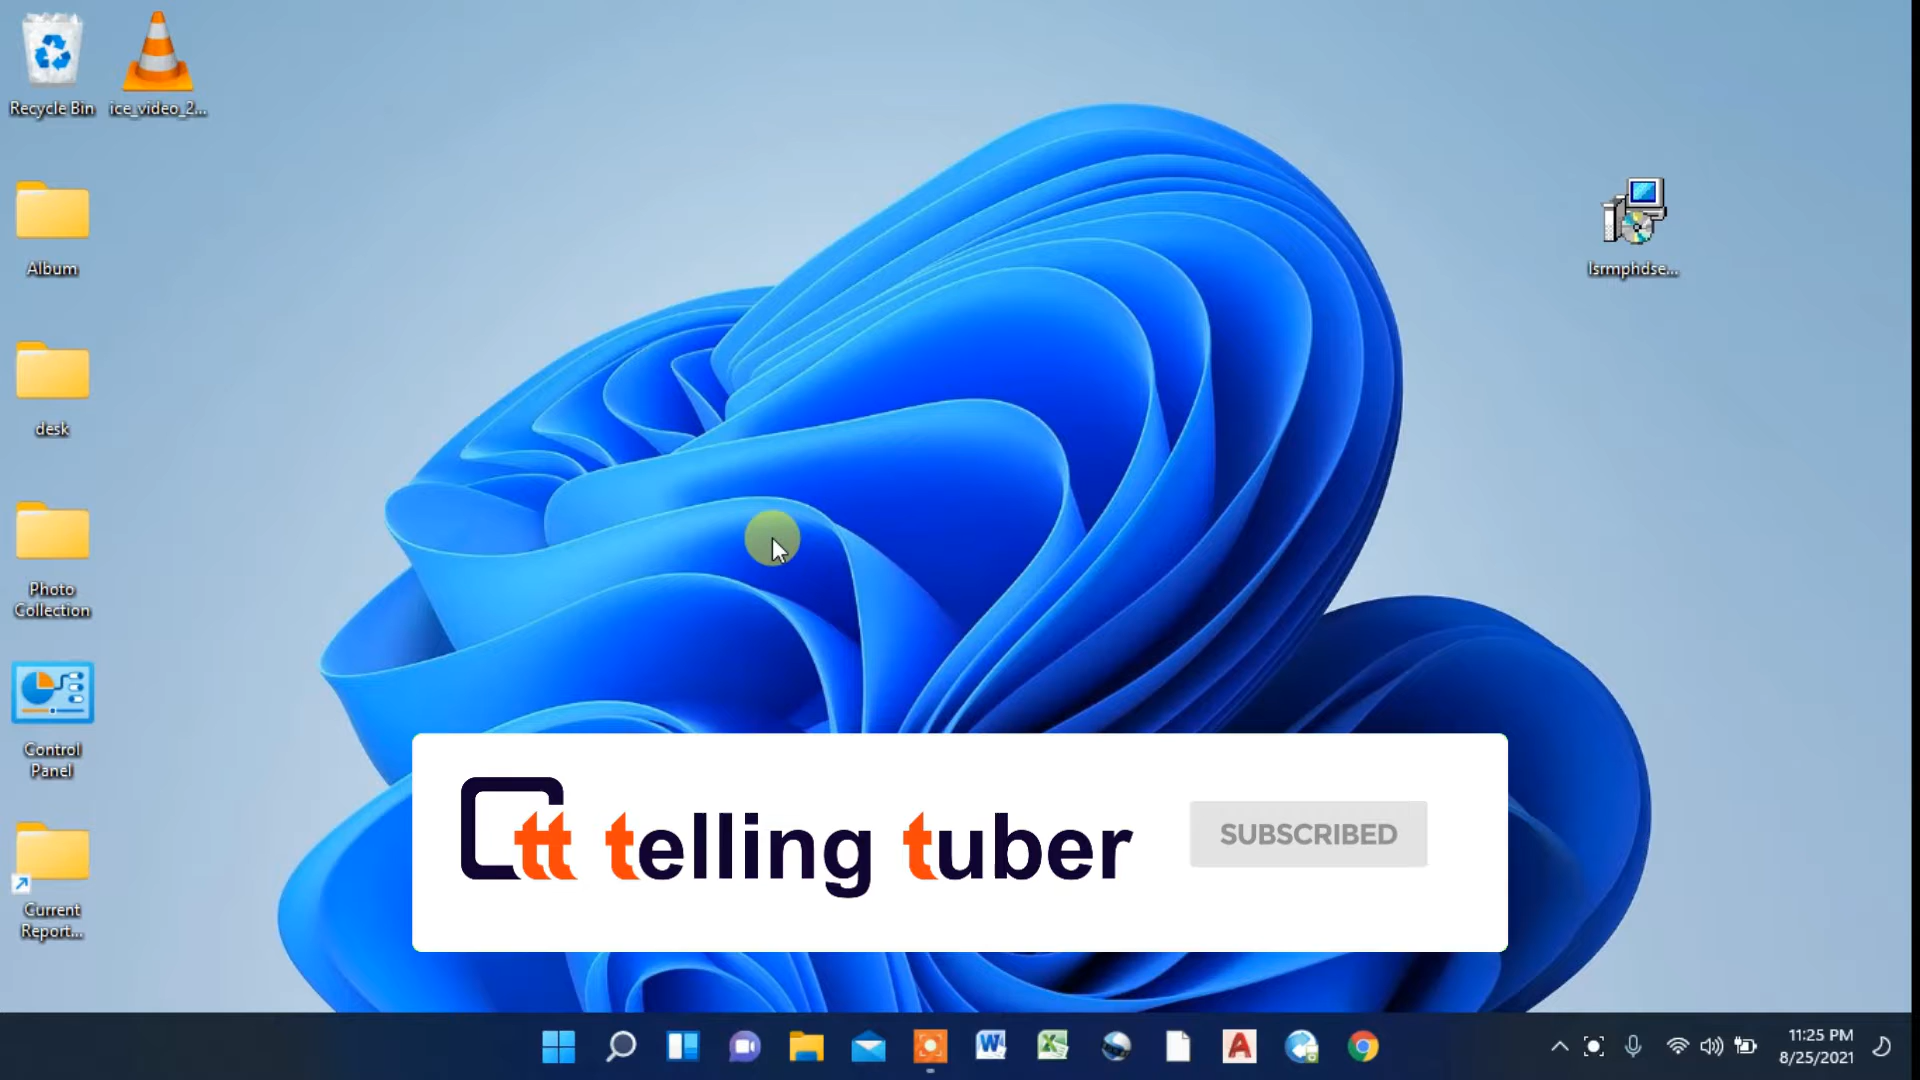 Recycle Bin
ice_video_2...
Album
lsrmphdse...
desk
Photo
Collection
Control
Panel
Current
Report...
tt telling tuber
SUBSCRIBED
11:25 PM
8/25/2021